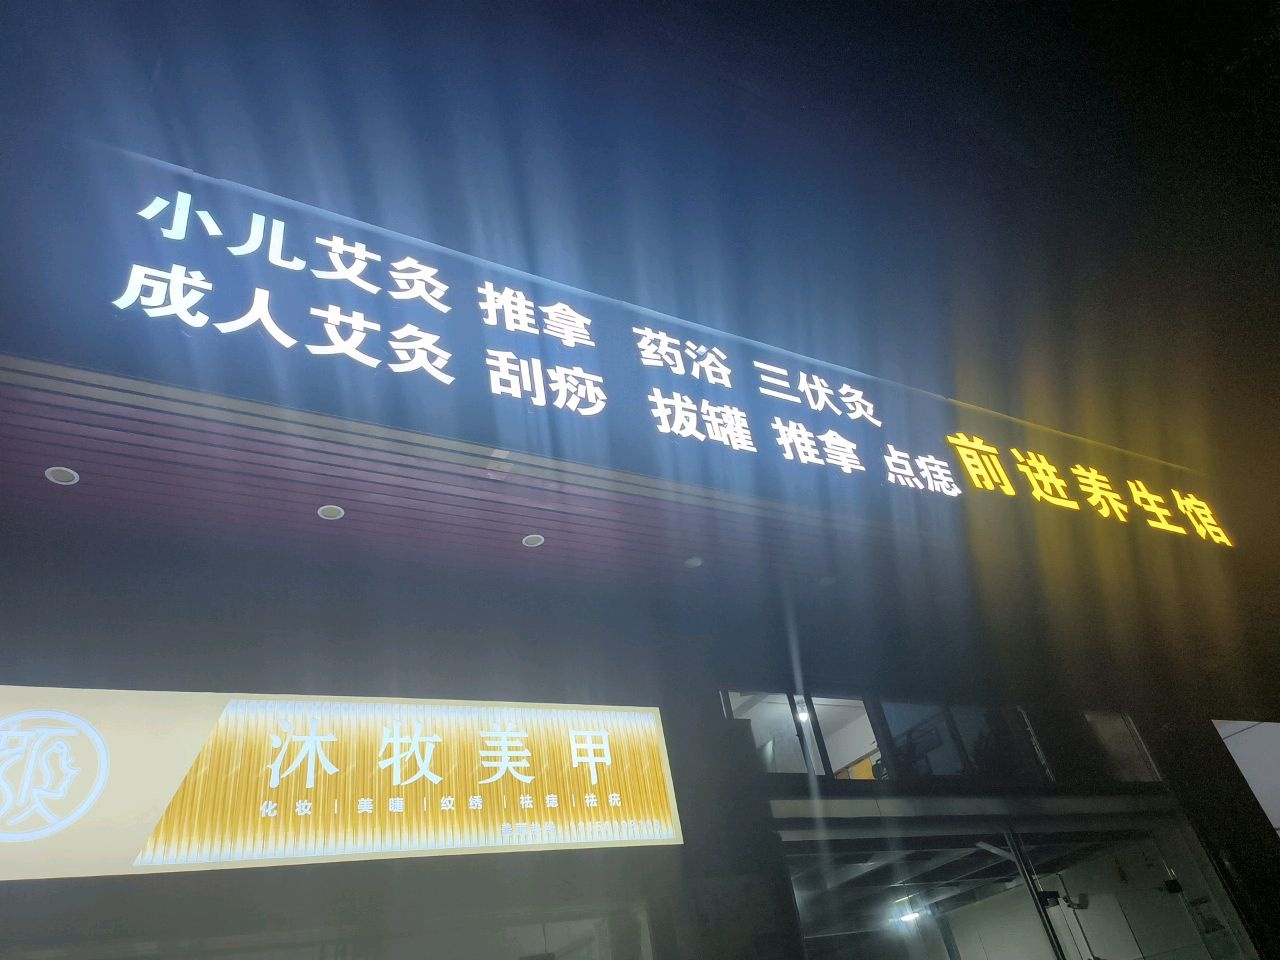 小儿艾灸 推拿 药浴 三伏灸
成人艾灸 刮痧 拔罐 推拿 点痣
前进养生馆
沐牧美甲
化妆 | 美睫 | 纹绣 | 祛痣 | 祛疣